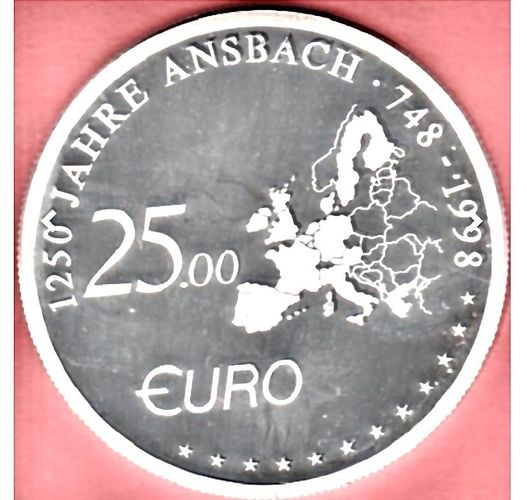 1250 JAHRE ANSBACH · 748 - 1998
25.00
€URO